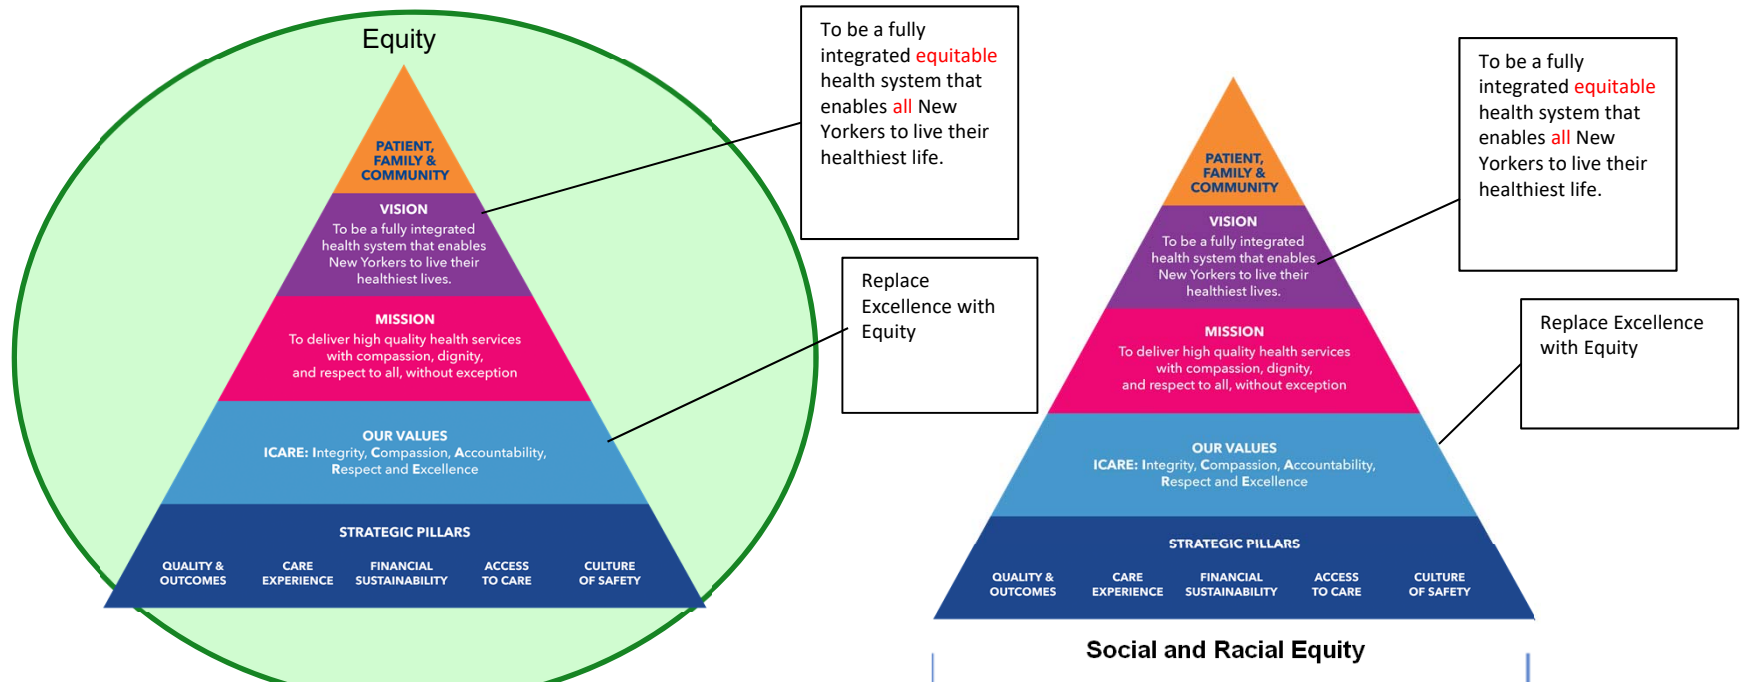 Equity
PATIENT,
FAMILY &
COMMUNITY
VISION
To be a fully integrated
health system that enables
New Yorkers to live their
healthiest lives.
MISSION
To deliver high quality health services
with compassion, dignity,
and respect to all, without exception
OUR VALUES
ICARE: Integrity, Compassion, Accountability,
Respect and Excellence
STRATEGIC PILLARS
QUALITY &
OUTCOMES
CARE
EXPERIENCE
FINANCIAL
SUSTAINABILITY
ACCESS
TO CARE
CULTURE
OF SAFETY
To be a fully
integrated equitable
health system that
enables all New
Yorkers to live their
healthiest life.
Replace
Excellence with
Equity
PATIENT,
FAMILY &
COMMUNITY
VISION
To be a fully integrated
health system that enables
New Yorkers to live their
healthiest lives.
MISSION
To deliver high quality health services
with compassion, dignity,
and respect to all, without exception
OUR VALUES
ICARE: Integrity, Compassion, Accountability,
Respect and Excellence
STRATEGIC PILLARS
QUALITY &
OUTCOMES
CARE
EXPERIENCE
FINANCIAL
SUSTAINABILITY
ACCESS
TO CARE
CULTURE
OF SAFETY
Social and Racial Equity
To be a fully
integrated equitable
health system that
enables all New
Yorkers to live their
healthiest life.
Replace Excellence
with Equity